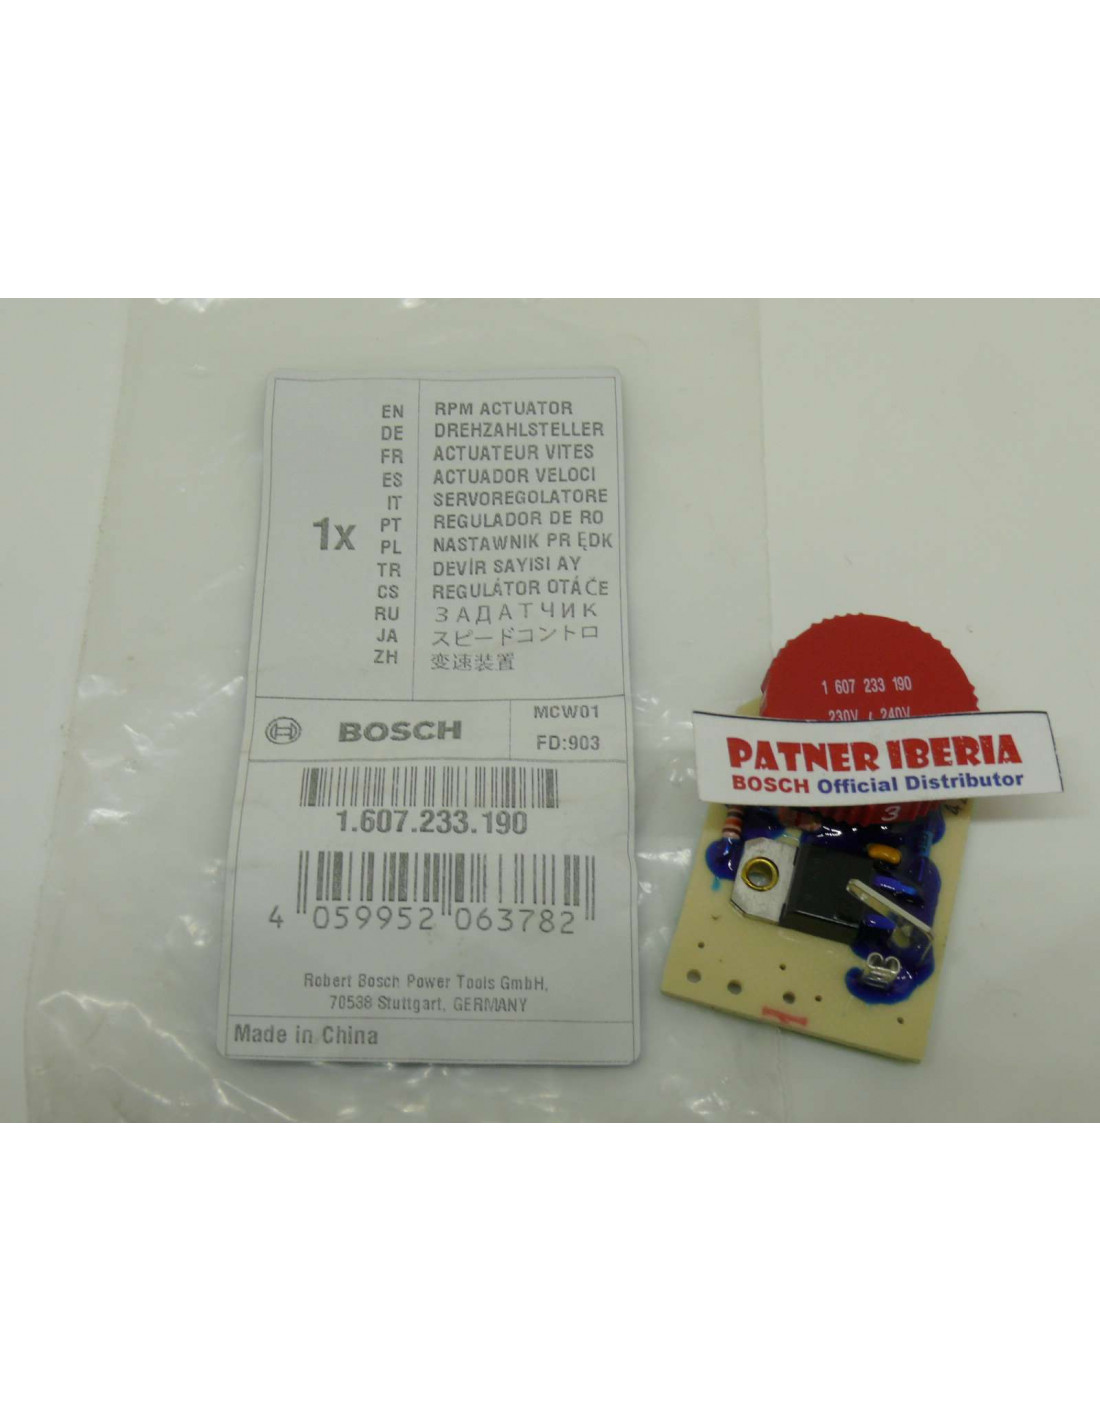 1x
EN RPM ACTUATOR
DE DREHZAHLSTELLER
FR ACTUATEUR VITES
ES ACTUADOR VELOCI
IT SERVOREGOLATORE
PT REGULADOR DE RO
PL NASTAWNIK PRĘDK
TR DEVİR SAYISI AY
CS REGULÁTOR OTÁČE
RU ЗАДАТЧИК
JA スピードコントロ
ZH 变速装置
BOSCH
MCW01
FD:903
1.607.233.190
4 059952 063782
Robert Bosch Power Tools GmbH,
70538 Stuttgart, GERMANY
Made in China
1 607 233 190
230V 240V
PATNER IBERIA
BOSCH Official Distributor
3